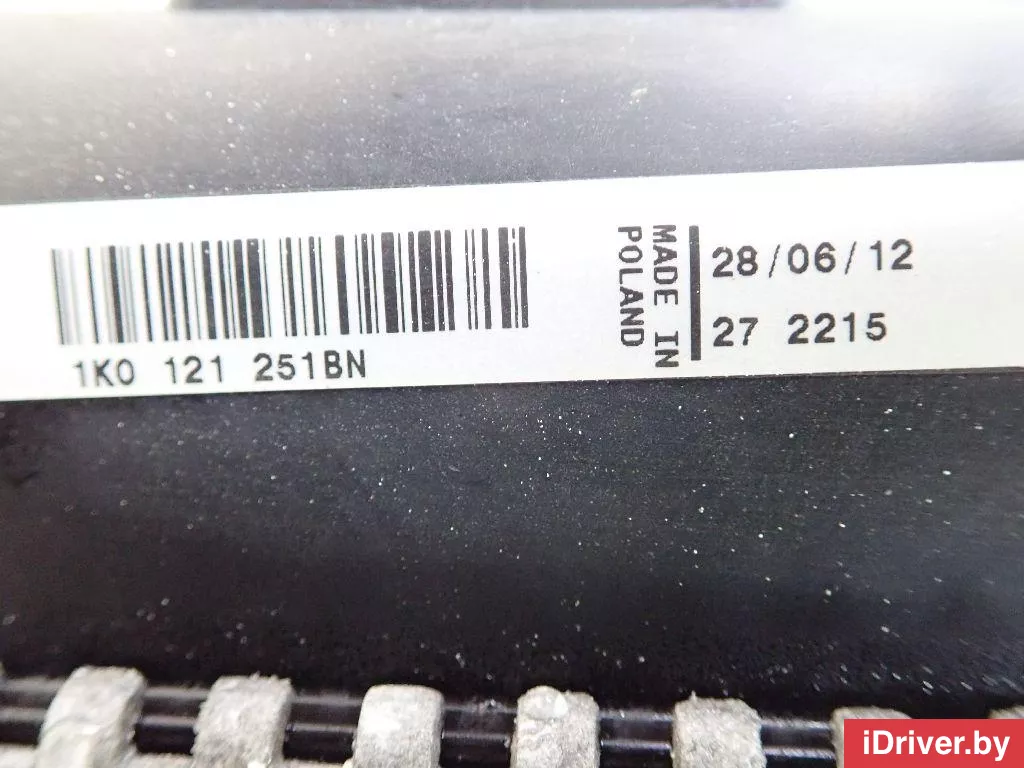 1K0 121 251BN
MADE IN
POLAND
28/06/12
27 2215
iDriver.by